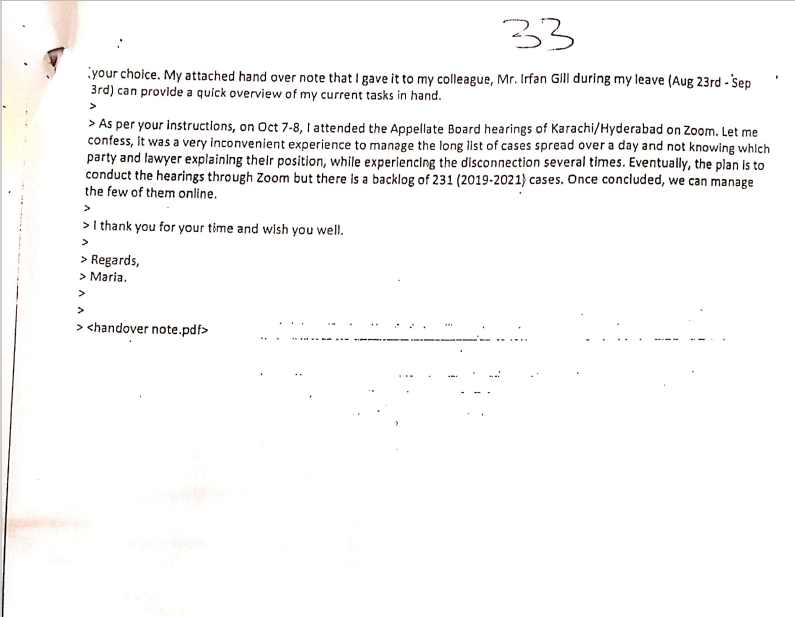 33
your choice. My attached hand over note that I gave it to my colleague, Mr. Irfan Gill during my leave (Aug 23rd - Sep
3rd) can provide a quick overview of my current tasks in hand.
>
> As per your instructions, on Oct 7-8, I attended the Appellate Board hearings of Karachi/Hyderabad on Zoom. Let me
confess, it was a very inconvenient experience to manage the long list of cases spread over a day and not knowing which
party and lawyer explaining their position, while experiencing the disconnection several times. Eventually, the plan is to
conduct the hearings through Zoom but there is a backlog of 231 (2019-2021) cases. Once concluded, we can manage
the few of them online.
>
> I thank you for your time and wish you well.
>
> Regards,
> Maria.
>
>
> <handover note.pdf>